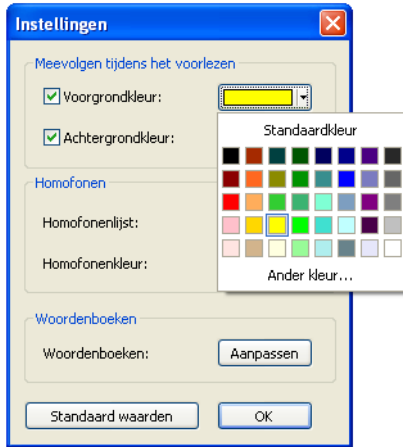 Instellingen
Meevolgen tijdens het voorlezen
Voorgrondkleur:
Achtergrondkleur:
Standaardkleur
Homofonen
Homofonenlijst:
Homofonenkleur:
Ander kleur...
Woordenboeken
Woordenboeken: Aanpassen
Standaard waarden OK